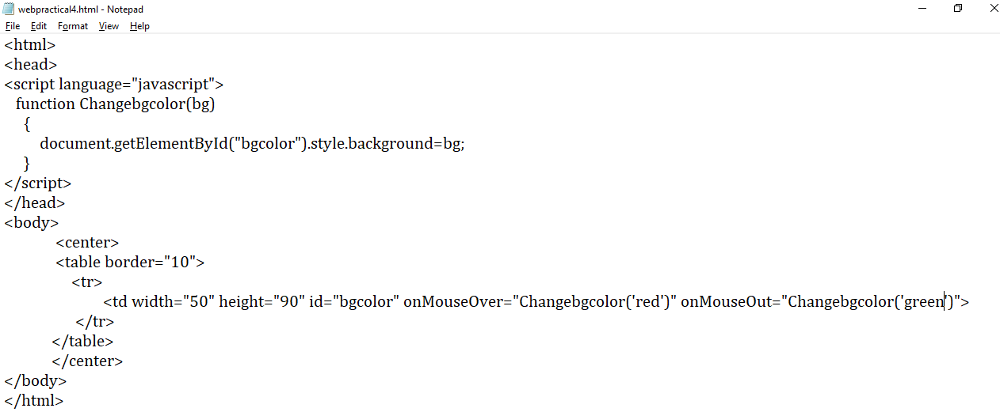 webpractical4.html - Notepad
File Edit Format View Help
<html>
<head>
<script language="javascript">
function Changebgcolor(bg)
{
document.getElementById("bgcolor").style.background=bg;
}
</script>
</head>
<body>
<center>
<table border="10">
<tr>
<td width="50" height="90" id="bgcolor" onMouseOver="Changebgcolor('red')" onMouseOut="Changebgcolor('green')">
</tr>
</table>
</center>
</body>
</html>